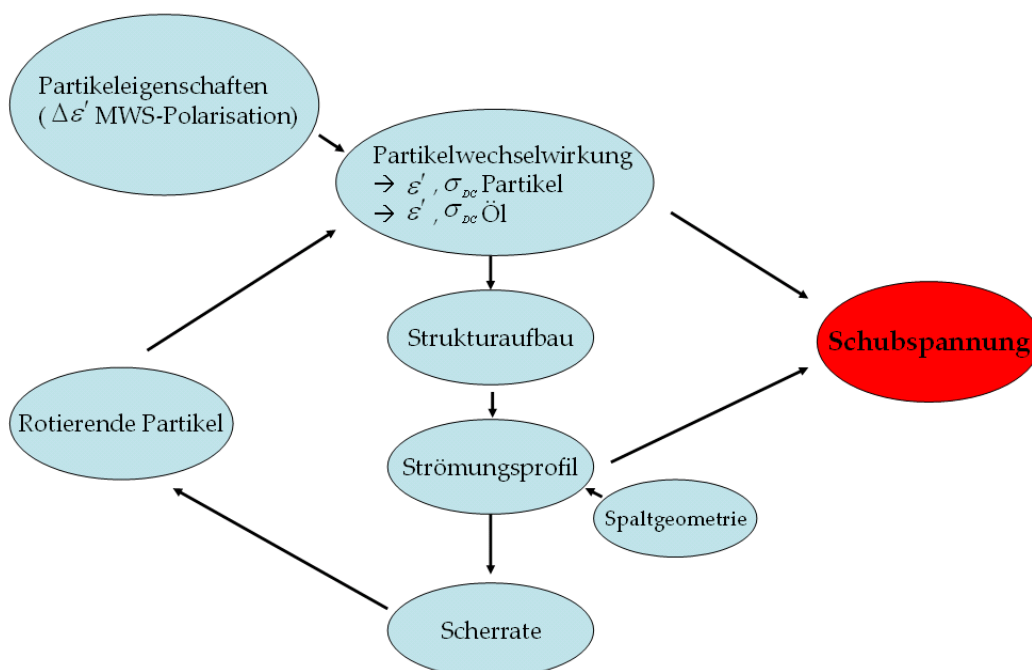 Partikeleigenschaften
( Δε′ MWS-Polarisation)
Partikelwechselwirkung
→ ε′ , σDC Partikel
→ ε′ , σDC Öl
Strukturaufbau
Schubspannung
Rotierende Partikel
Strömungsprofil
Spaltgeometrie
Scherrate